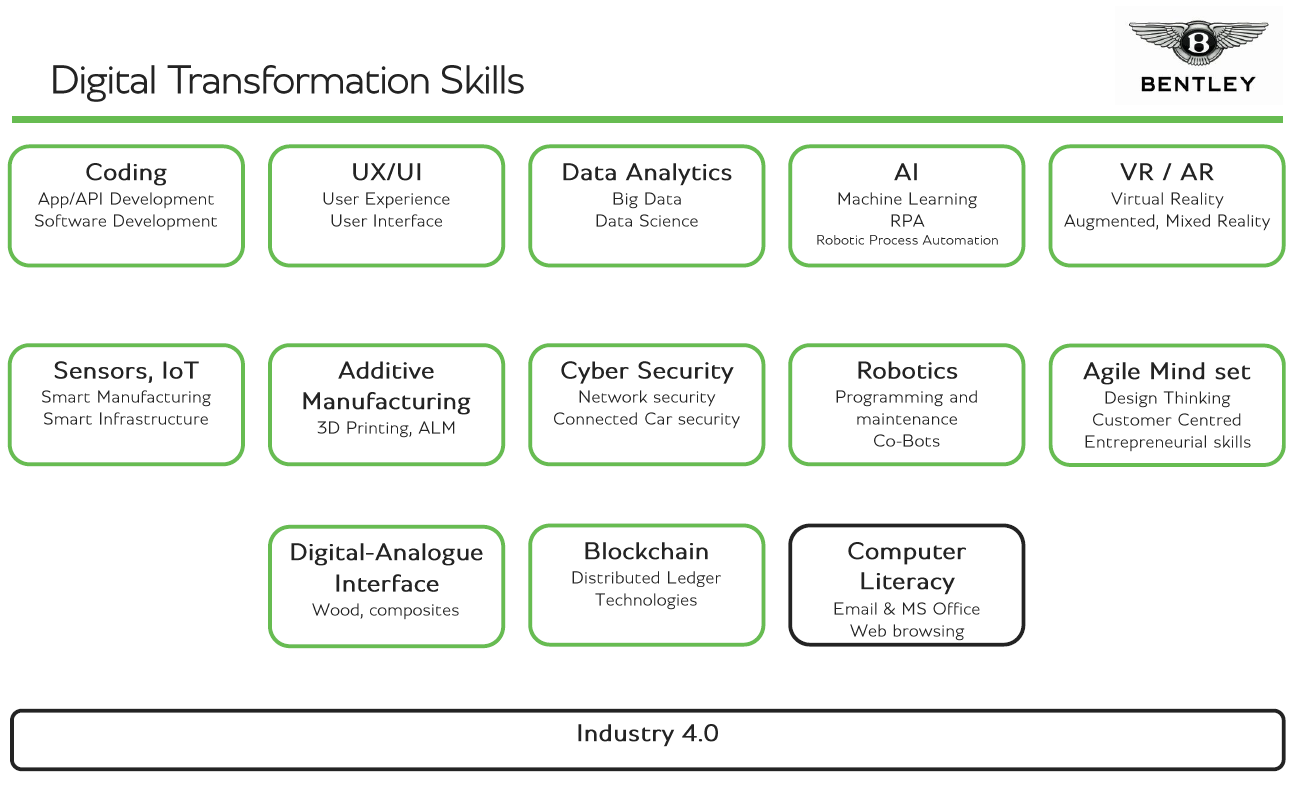 Digital Transformation Skills
B
BENTLEY
Coding
App/API Development
Software Development
UX/UI
User Experience
User Interface
Data Analytics
Big Data
Data Science
AI
Machine Learning
RPA
Robotic Process Automation
VR / AR
Virtual Reality
Augmented, Mixed Reality
Sensors, IoT
Smart Manufacturing
Smart Infrastructure
Additive
Manufacturing
3D Printing, ALM
Cyber Security
Network security
Connected Car security
Robotics
Programming and
maintenance
Co-Bots
Agile Mind set
Design Thinking
Customer Centred
Entrepreneurial skills
Digital-Analogue
Interface
Wood, composites
Blockchain
Distributed Ledger
Technologies
Computer
Literacy
Email & MS Office
Web browsing
Industry 4.0